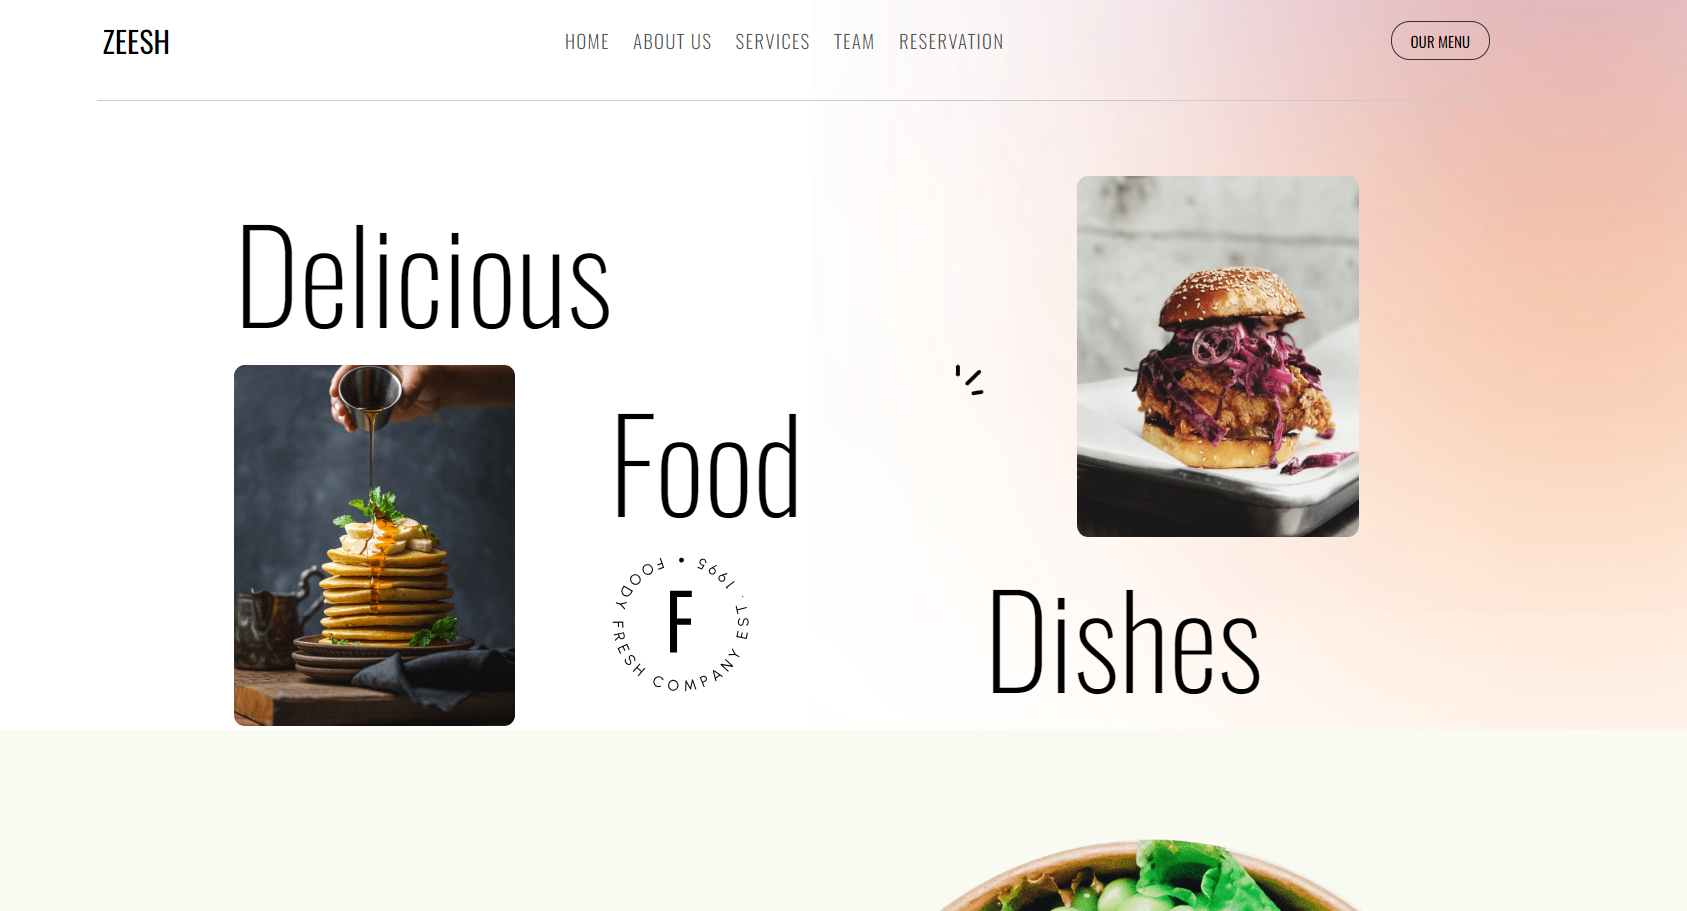 ZEESH
HOME ABOUT US SERVICES TEAM RESERVATION
OUR MENU
Delicious
Food
FOODY FRESH COMPANY EST. 1995 •
F
Dishes